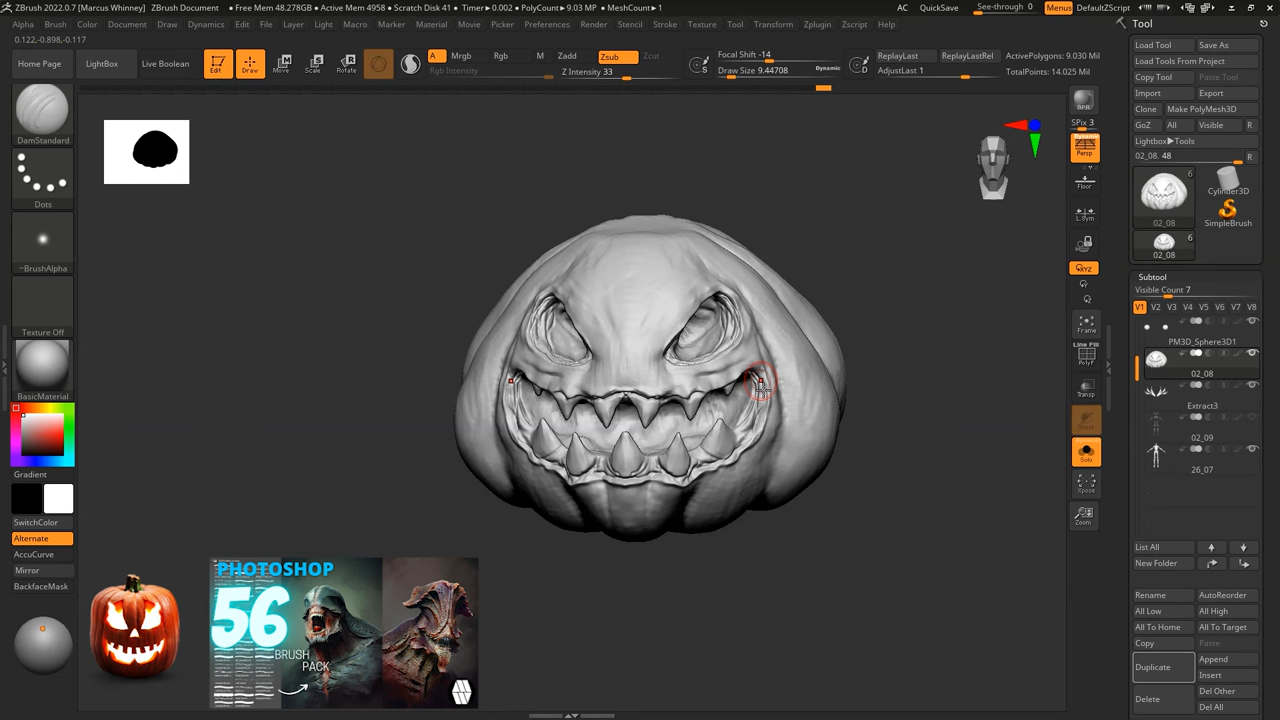 ZBrush 2022.0.7 [Marcus Whinney] ZBrush Document • Free Mem 48.278GB • Active Mem 4958 • Scratch Disk 41 • Timer▶0.002 • PolyCount▶9.03 MP • MeshCount▶1 AC QuickSave See-through 0 Menus DefaultZScript
Alpha Brush Color Document Draw Dynamics Edit File Layer Light Macro Marker Material Movie Picker Preferences Render Stencil Stroke Texture Tool Transform Zplugin Zscript Help
0.122,-0.898,-0.117
Home Page LightBox Live Boolean Edit Draw Move Scale Rotate
A Mrgb Rgb M Zadd Zsub Zcut
Rgb Intensity Z Intensity 33
Focal Shift -14
Draw Size 9.44708 Dynamic
S D
ReplayLast ReplayLastRel
AdjustLast 1
ActivePolygons: 9.030 Mil
TotalPoints: 14.025 Mil
DamStandard
Dots
~BrushAlpha
Texture Off
BasicMaterial
Gradient
SwitchColor
Alternate
AccuCurve
Mirror
BackfaceMask
PHOTOSHOP
56
BRUSH
PACK
BPR
SPix 3
Dynamic
Persp
Floor
L.Sym
XYZ
Frame
Line Fill
PolyF
Transp
Solo
Xpose
Zoom
Tool
Load Tool Save As
Load Tools From Project
Copy Tool Paste Tool
Import Export
Clone Make PolyMesh3D
GoZ All Visible R
Lightbox▶Tools
02_08. 48 R
6
Cylinder3D
02_08
SimpleBrush
6
02_08
Subtool
Visible Count 7
V1 V2 V3 V4 V5 V6 V7 V8
PM3D_Sphere3D1
02_08
Extract3
02_09
26_07
List All
New Folder
Rename AutoReorder
All Low All High
All To Home All To Target
Copy Paste
Duplicate Append
Insert
Delete Del Other
Del All